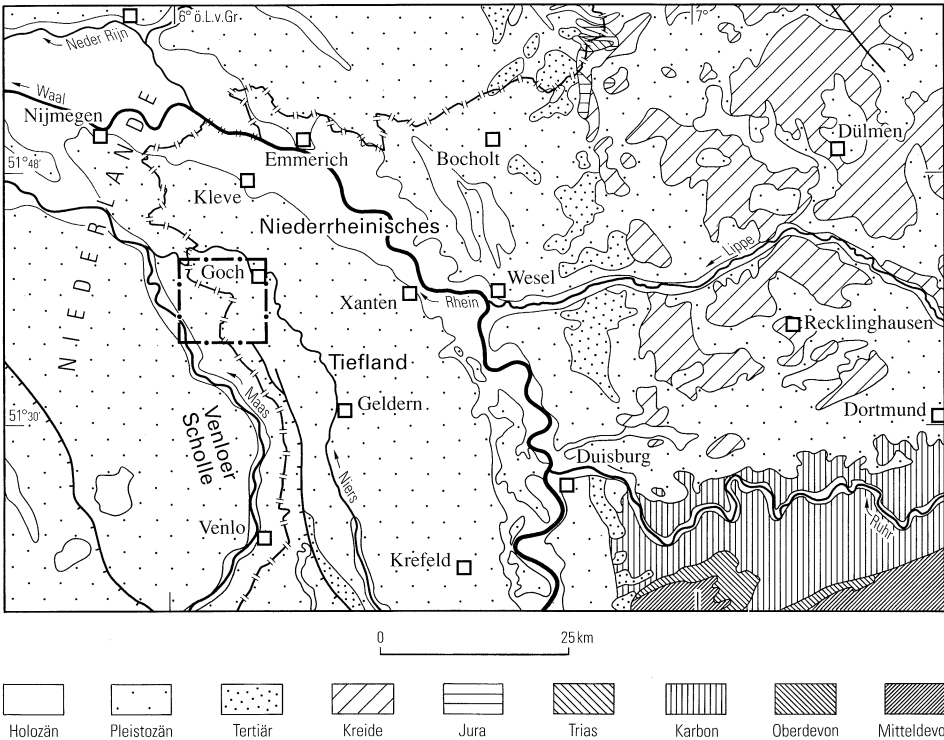 6° ö.L.v.Gr.
7°
Neder Rijn
Waal
Nijmegen
NIEDERLANDE
Emmerich
Bocholt
Dülmen
51°48'
Kleve
Niederrheinisches
Lippe
Goch
Wesel
Xanten
Rhein
Recklinghausen
Tiefland
Maas
Geldern
Dortmund
51°30'
Venloer
Scholle
Duisburg
Niers
Venlo
Ruhr
Krefeld
0 25 km
Holozän Pleistozän Tertiär Kreide Jura Trias Karbon Oberdevon Mitteldevo